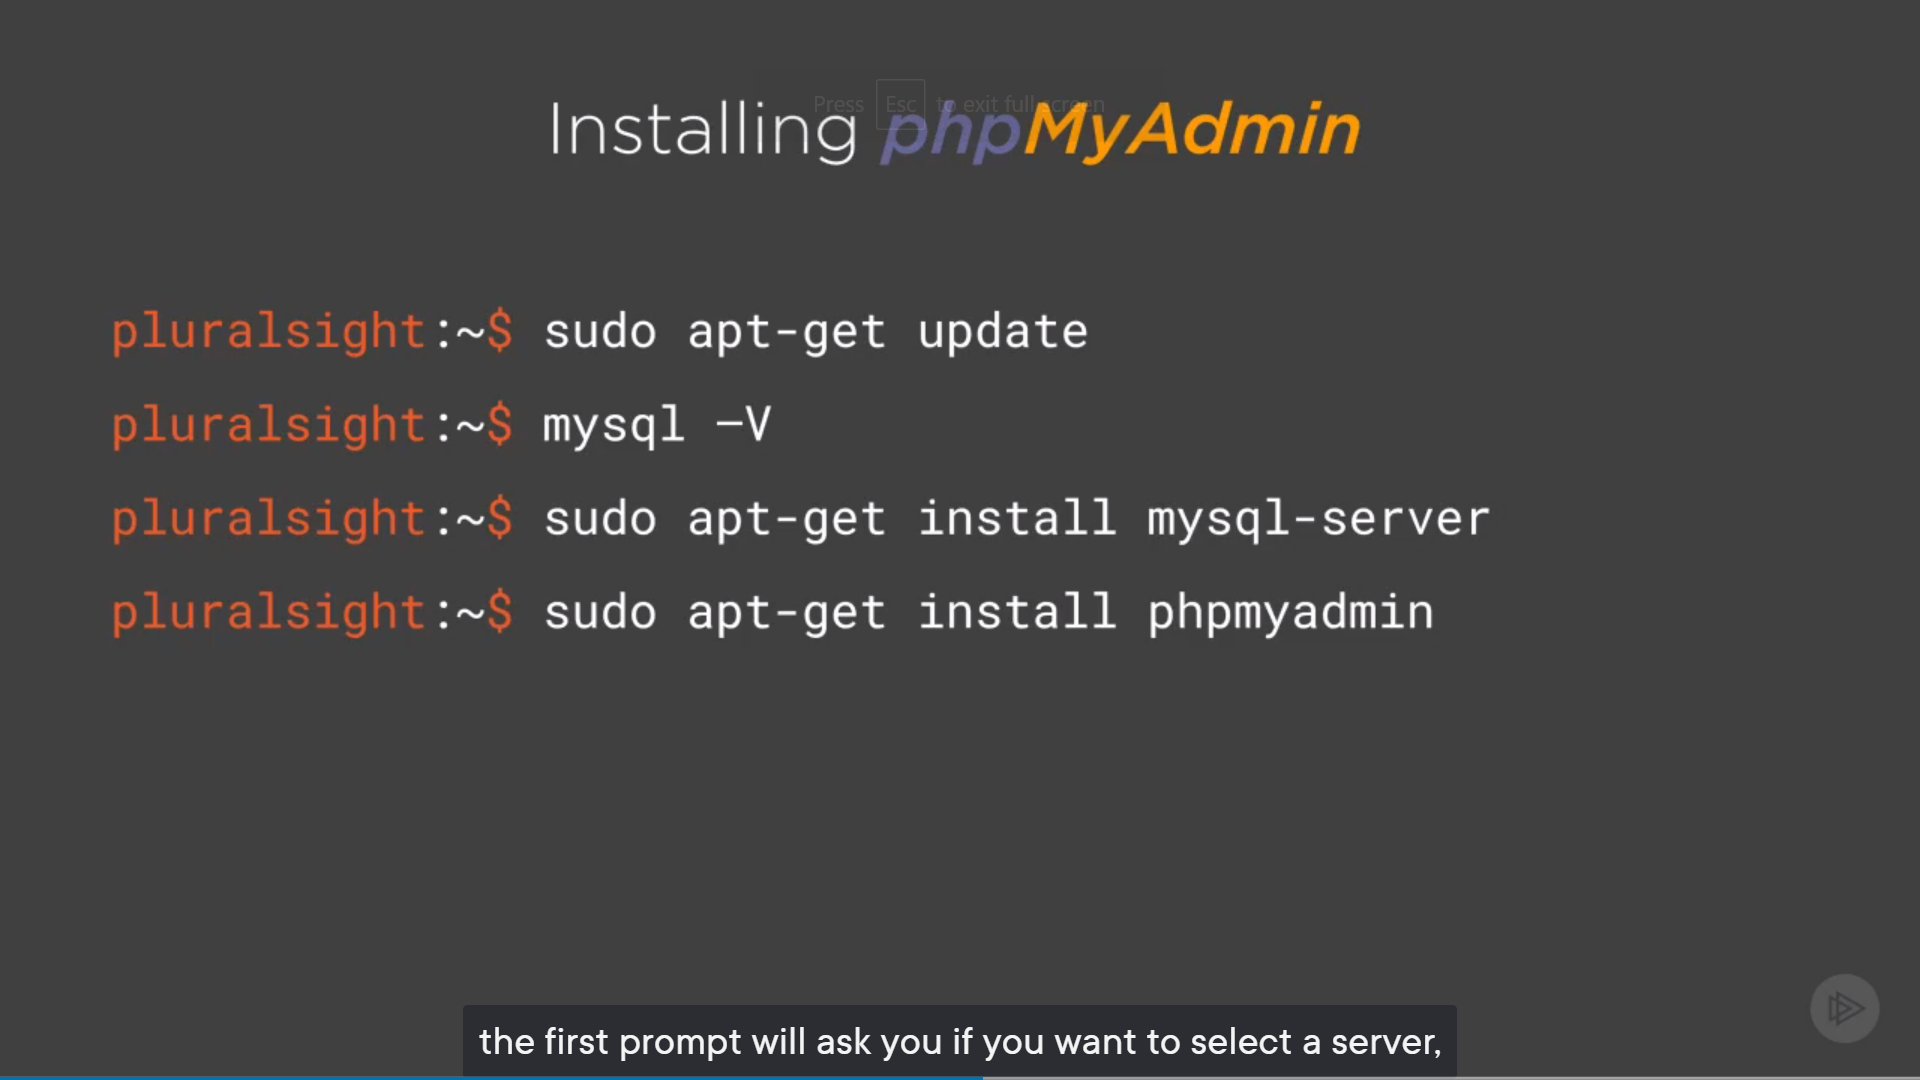 Press Esc to exit full screen
Installing phpMyAdmin
pluralsight:~$ sudo apt-get update
pluralsight:~$ mysql –V
pluralsight:~$ sudo apt-get install mysql-server
pluralsight:~$ sudo apt-get install phpmyadmin
the first prompt will ask you if you want to select a server,